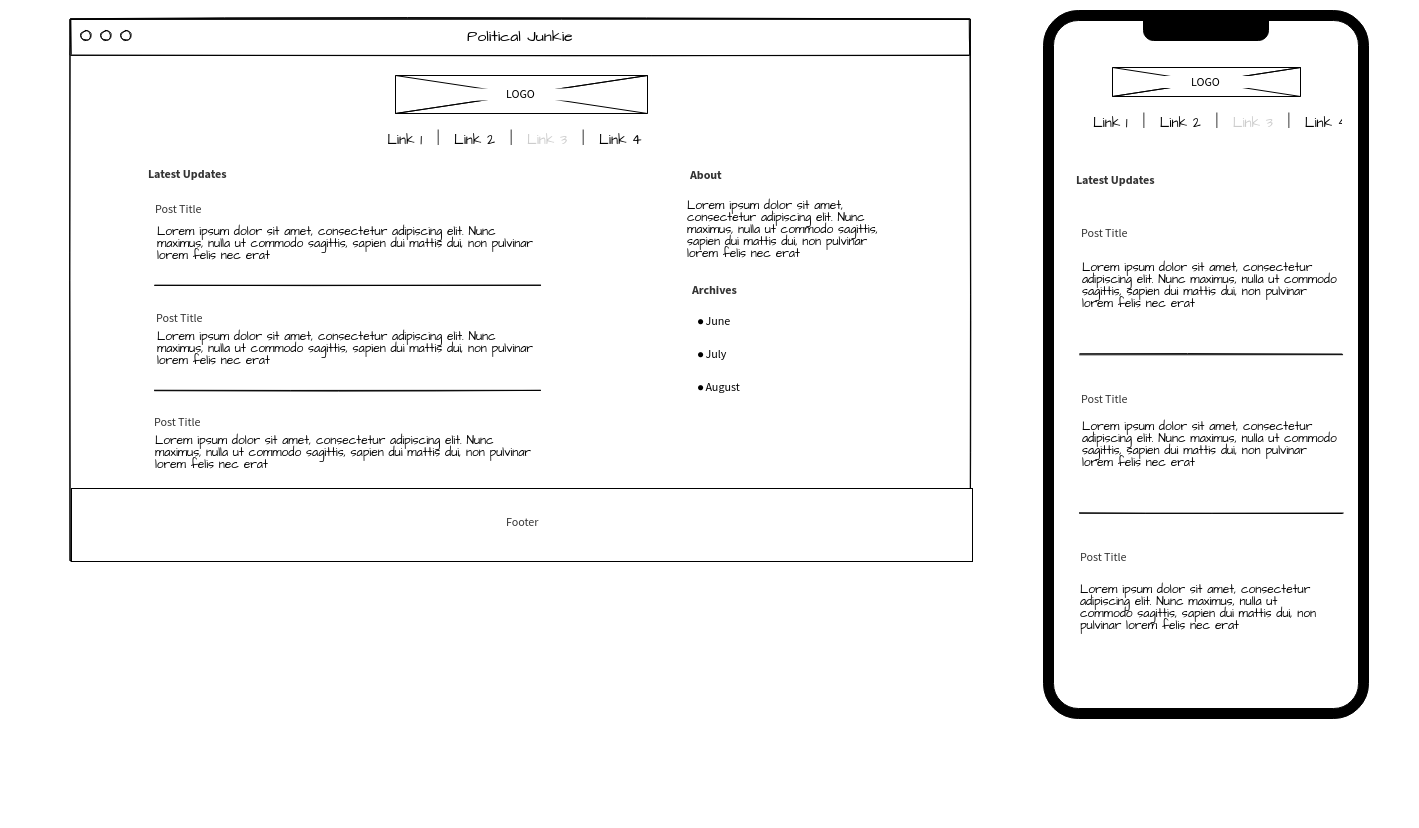 Political Junkie
LOGO
Link 1 | Link 2 | Link 3 | Link 4
Latest Updates
Post Title
Lorem ipsum dolor sit amet, consectetur adipiscing elit. Nunc
maximus, nulla ut commodo sagittis, sapien dui mattis dui, non pulvinar
lorem felis nec erat
Post Title
Lorem ipsum dolor sit amet, consectetur adipiscing elit. Nunc
maximus, nulla ut commodo sagittis, sapien dui mattis dui, non pulvinar
lorem felis nec erat
Post Title
Lorem ipsum dolor sit amet, consectetur adipiscing elit. Nunc
maximus, nulla ut commodo sagittis, sapien dui mattis dui, non pulvinar
lorem felis nec erat
About
Lorem ipsum dolor sit amet,
consectetur adipiscing elit. Nunc
maximus, nulla ut commodo sagittis,
sapien dui mattis dui, non pulvinar
lorem felis nec erat
Archives
● June
● July
● August
Footer
LOGO
Link 1 | Link 2 | Link 3 | Link 4
Latest Updates
Post Title
Lorem ipsum dolor sit amet, consectetur
adipiscing elit. Nunc maximus, nulla ut commodo
sagittis, sapien dui mattis dui, non pulvinar
lorem felis nec erat
Post Title
Lorem ipsum dolor sit amet, consectetur
adipiscing elit. Nunc maximus, nulla ut commodo
sagittis, sapien dui mattis dui, non pulvinar
lorem felis nec erat
Post Title
Lorem ipsum dolor sit amet, consectetur
adipiscing elit. Nunc maximus, nulla ut
commodo sagittis, sapien dui mattis dui, non
pulvinar lorem felis nec erat